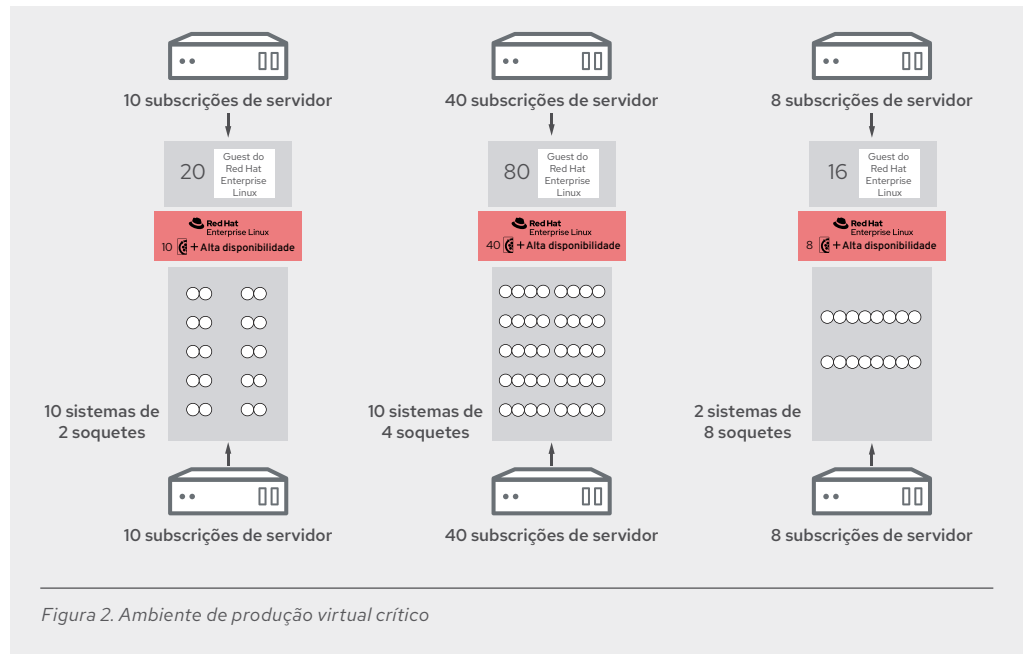 10 subscrições de servidor
40 subscrições de servidor
8 subscrições de servidor
20
Guest do
Red Hat
Enterprise
Linux
80
Guest do
Red Hat
Enterprise
Linux
16
Guest do
Red Hat
Enterprise
Linux
Red Hat
Enterprise Linux
10 + Alta disponibilidade
Red Hat
Enterprise Linux
40 + Alta disponibilidade
Red Hat
Enterprise Linux
8 + Alta disponibilidade
10 sistemas de
2 soquetes
10 sistemas de
4 soquetes
2 sistemas de
8 soquetes
10 subscrições de servidor
40 subscrições de servidor
8 subscrições de servidor
Figura 2. Ambiente de produção virtual crítico